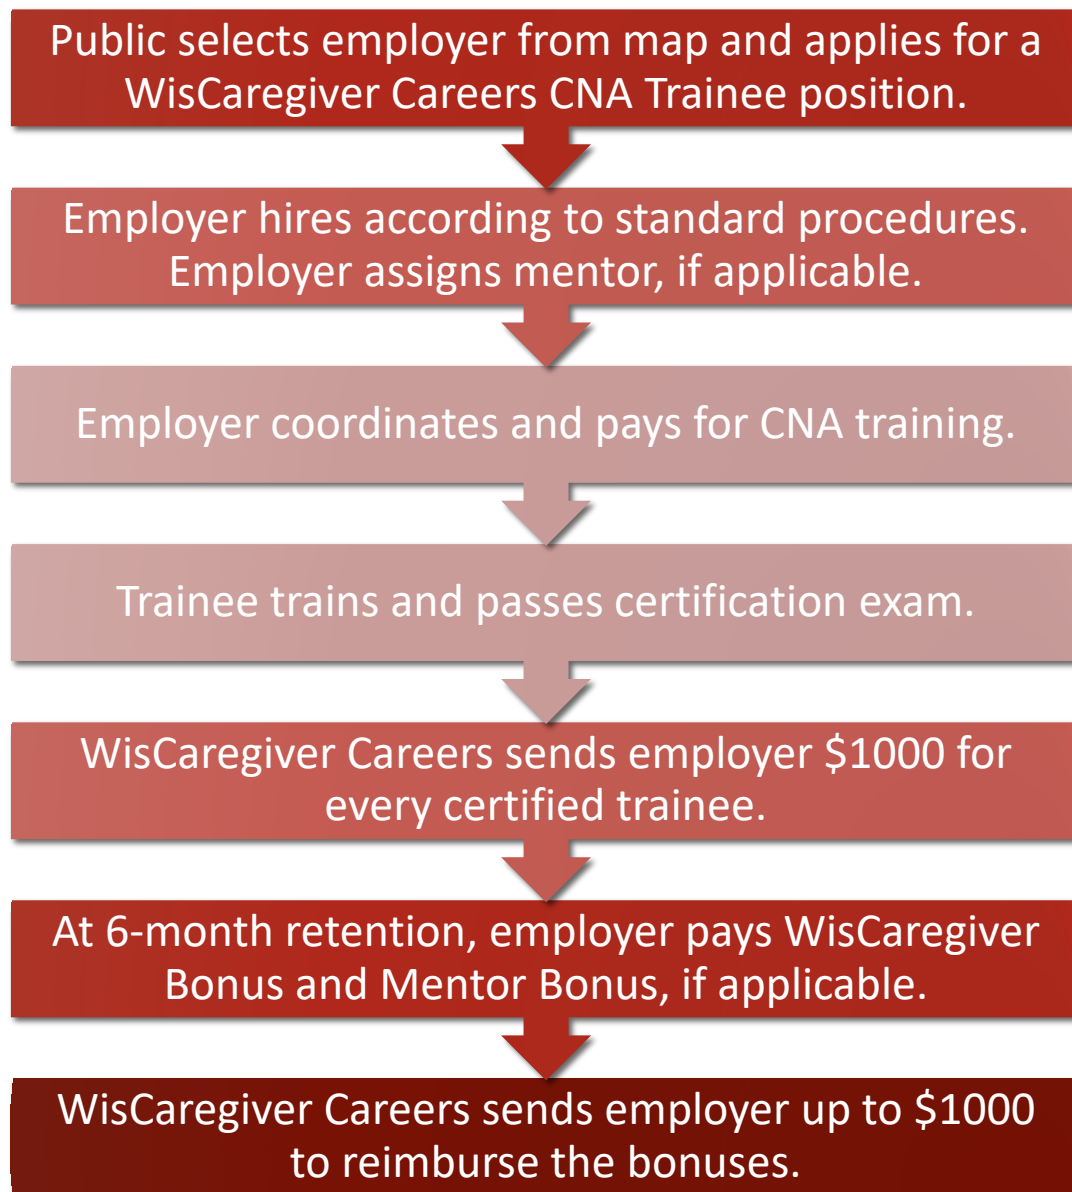 Public selects employer from map and applies for a
WisCaregiver Careers CNA Trainee position.
Employer hires according to standard procedures.
Employer assigns mentor, if applicable.
Employer coordinates and pays for CNA training.
Trainee trains and passes certification exam.
WisCaregiver Careers sends employer $1000 for
every certified trainee.
At 6-month retention, employer pays WisCaregiver
Bonus and Mentor Bonus, if applicable.
WisCaregiver Careers sends employer up to $1000
to reimburse the bonuses.